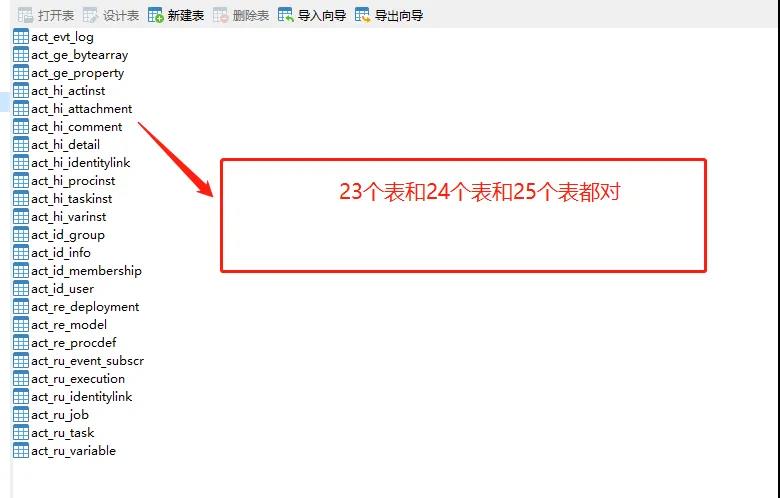 打开表 设计表 新建表 删除表 导入向导 导出向导
act_evt_log
act_ge_bytearray
act_ge_property
act_hi_actinst
act_hi_attachment
act_hi_comment
act_hi_detail
act_hi_identitylink
act_hi_procinst
act_hi_taskinst
act_hi_varinst
act_id_group
act_id_info
act_id_membership
act_id_user
act_re_deployment
act_re_model
act_re_procdef
act_ru_event_subscr
act_ru_execution
act_ru_identitylink
act_ru_job
act_ru_task
act_ru_variable
23个表和24个表和25个表都对